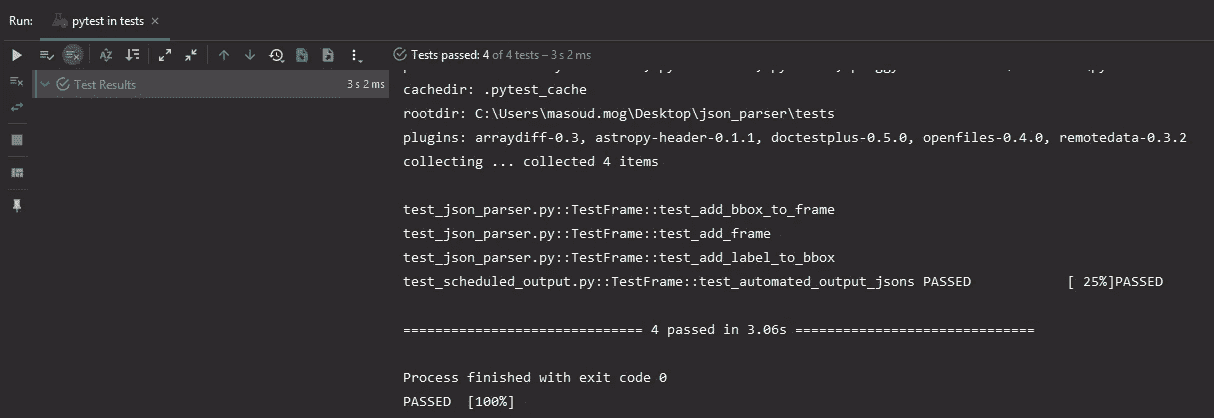 Run: pytest in tests ×
Tests passed: 4 of 4 tests – 3 s 2 ms
Test Results 3 s 2 ms
cachedir: .pytest_cache
rootdir: C:\Users\masoud.mog\Desktop\json_parser\tests
plugins: arraydiff-0.3, astropy-header-0.1.1, doctestplus-0.5.0, openfiles-0.4.0, remotedata-0.3.2
collecting ... collected 4 items
test_json_parser.py::TestFrame::test_add_bbox_to_frame
test_json_parser.py::TestFrame::test_add_frame
test_json_parser.py::TestFrame::test_add_label_to_bbox
test_scheduled_output.py::TestFrame::test_automated_output_jsons PASSED [ 25%]PASSED
============================== 4 passed in 3.06s ==============================
Process finished with exit code 0
PASSED [100%]